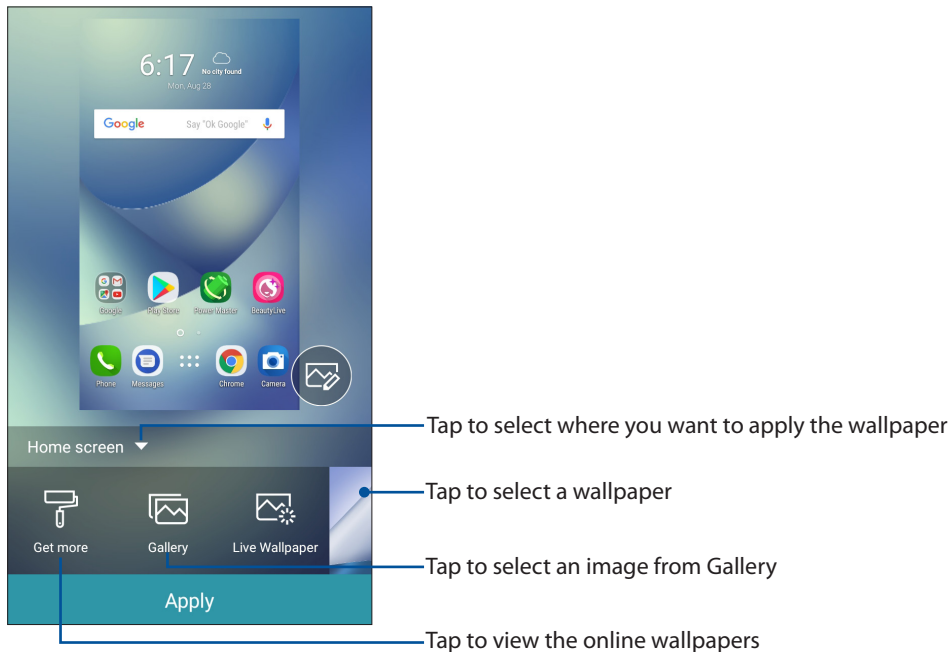 6:17
No city found
Mon, Aug 28
Google Say "Ok Google"
Google Play Store Power Master BeautyLive
Phone Messages Chrome Camera
Tap to select where you want to apply the wallpaper
Home screen
Tap to select a wallpaper
Get more Gallery Live Wallpaper
Tap to select an image from Gallery
Apply
Tap to view the online wallpapers